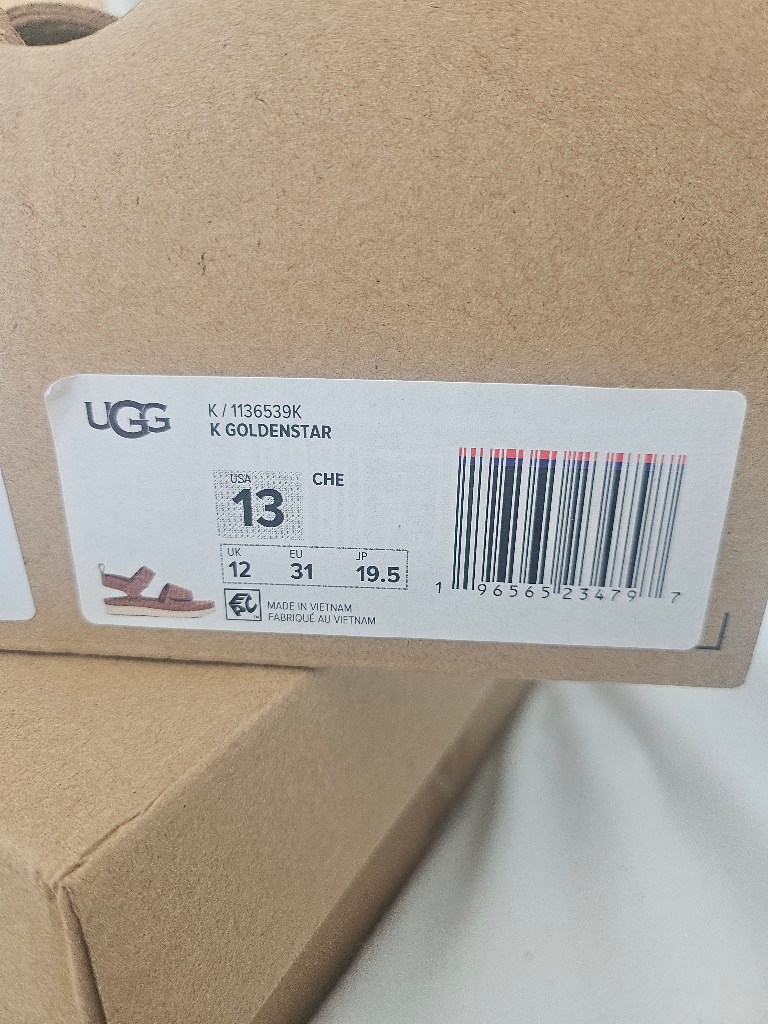 UGG
K / 1136539K
K GOLDENSTAR
USA
13
CHE
UK EU JP
12 31 19.5
MADE IN VIETNAM
FABRIQUÉ AU VIETNAM
1 96565 23479 7